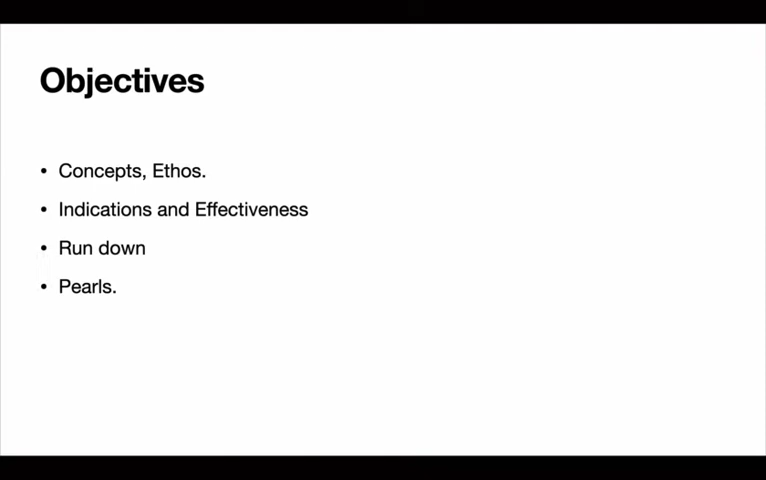 Objectives
• Concepts, Ethos.
• Indications and Effectiveness
• Run down
• Pearls.